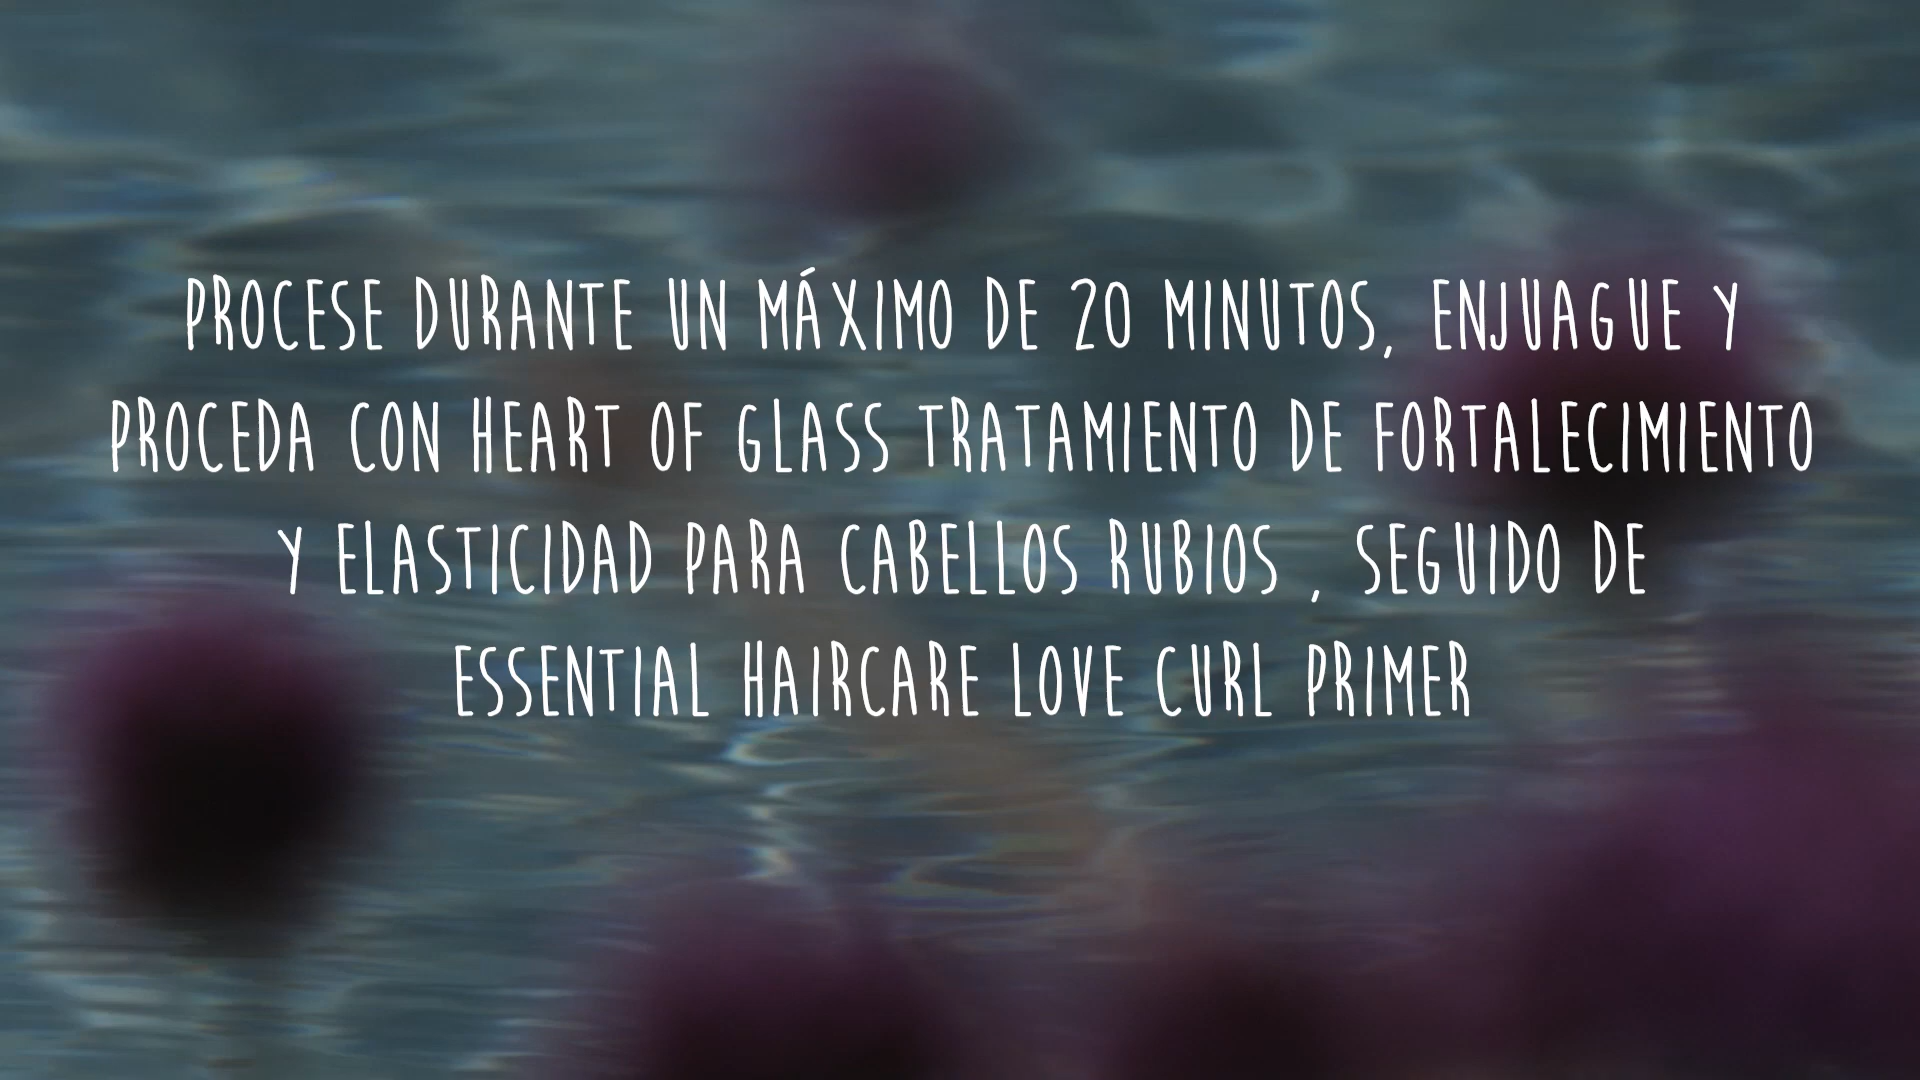 PROCESE DURANTE UN MÁXIMO DE 20 MINUTOS, ENJUAGUE Y
PROCEDA CON HEART OF GLASS TRATAMIENTO DE FORTALECIMIENTO
Y ELASTICIDAD PARA CABELLOS RUBIOS , SEGUIDO DE
ESSENTIAL HAIRCARE LOVE CURL PRIMER